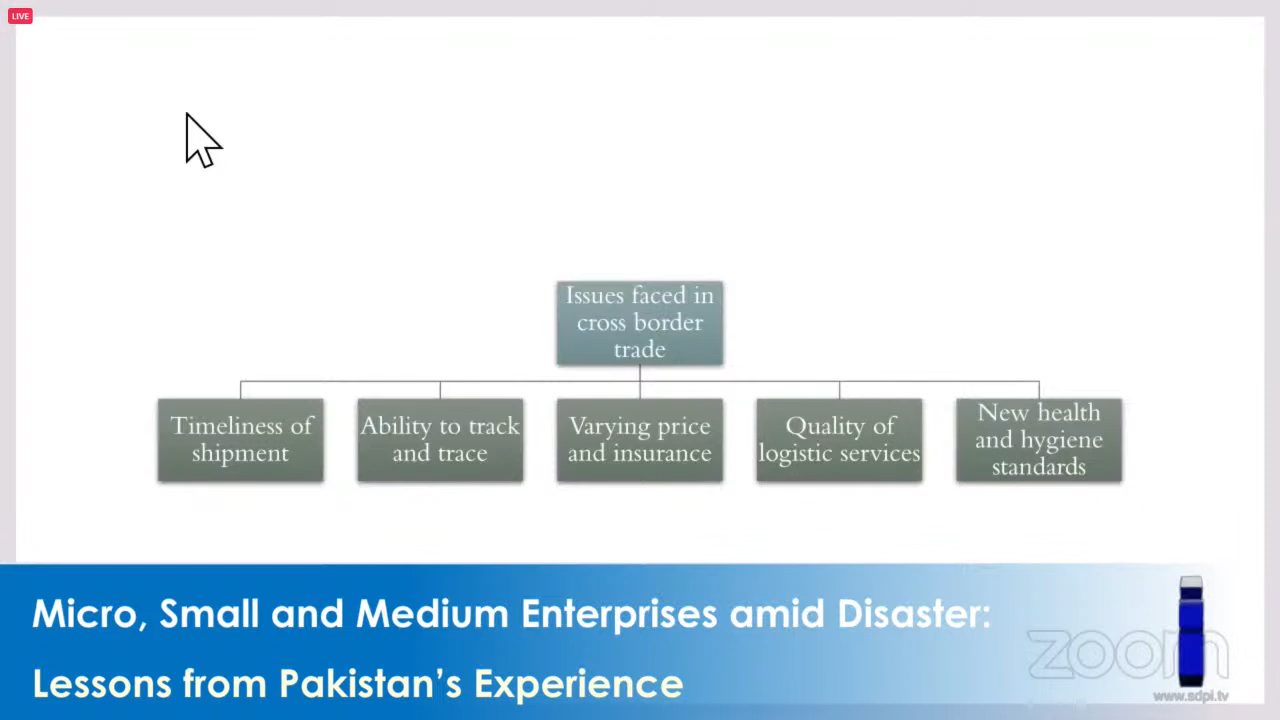 LIVE
Issues faced in
cross border
trade
Timeliness of
shipment
Ability to track
and trace
Varying price
and insurance
Quality of
logistic services
New health
and hygiene
standards
Micro, Small and Medium Enterprises amid Disaster:
Lessons from Pakistan's Experience
zoom
www.sdpi.tv